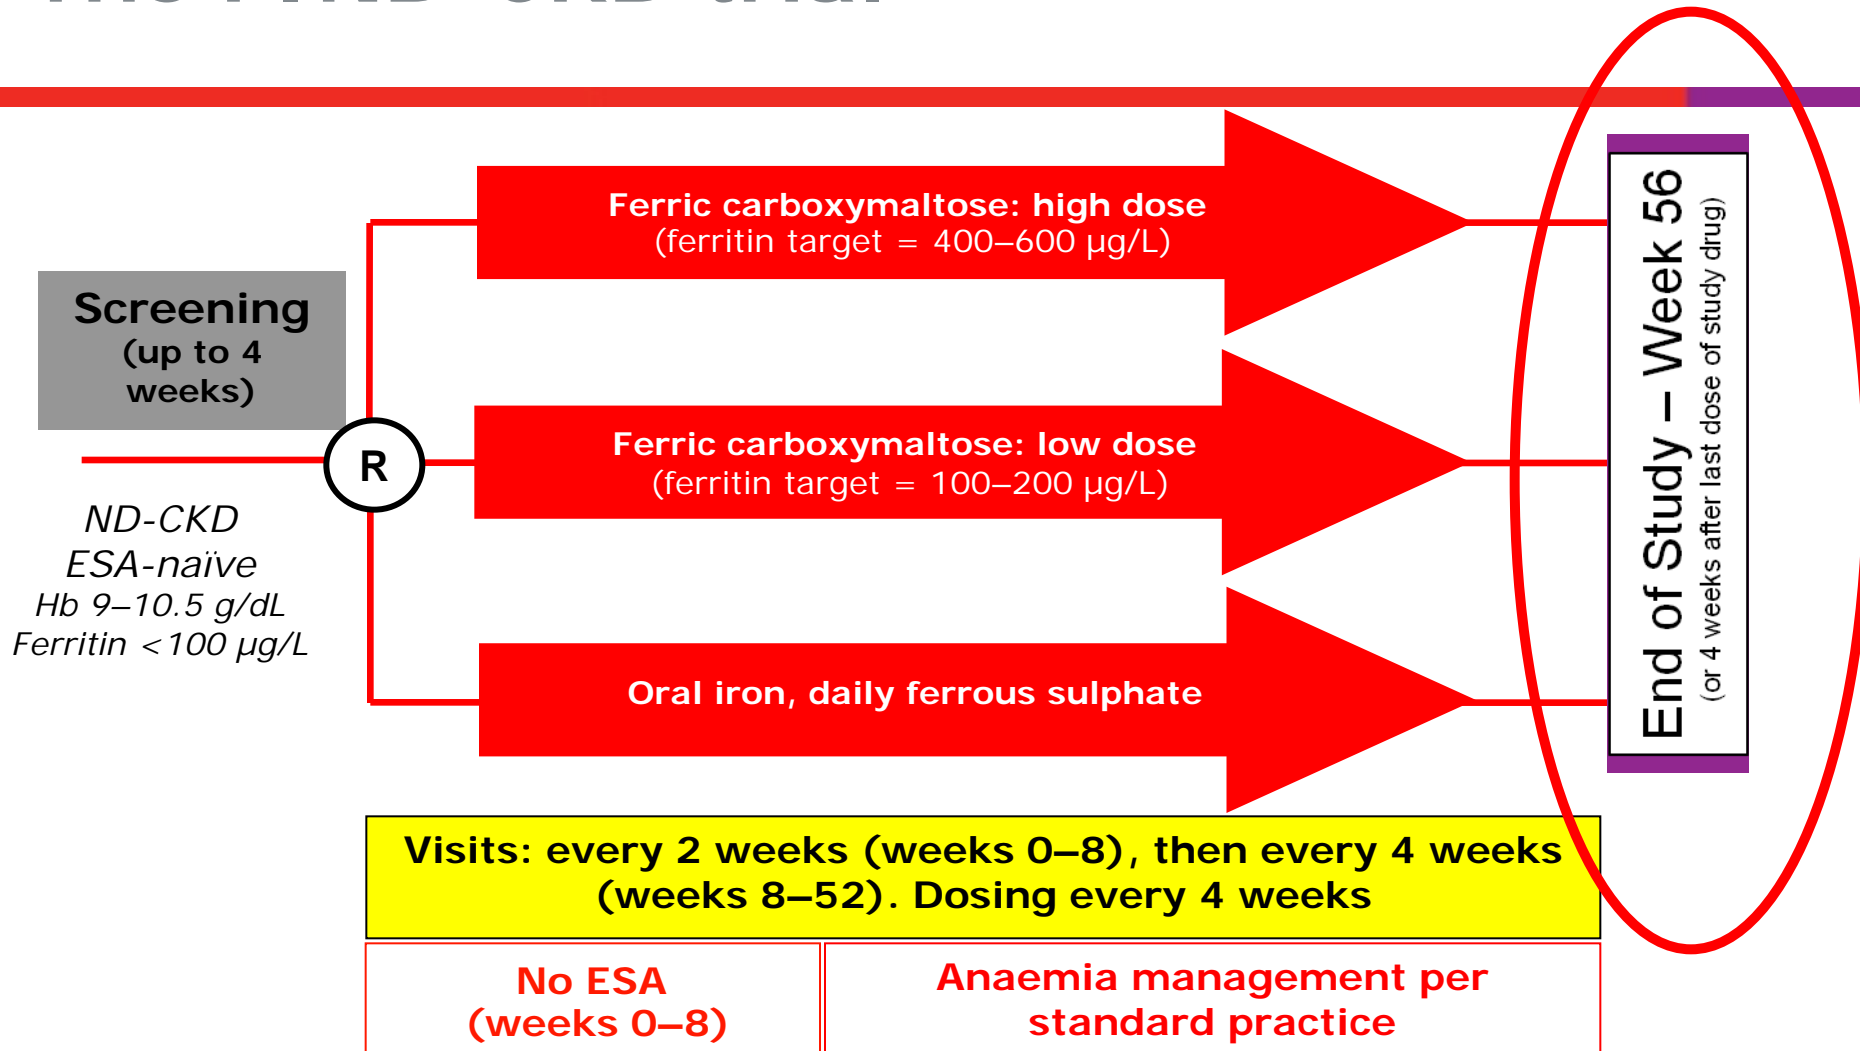 The FIND-CKD trial
Ferric carboxymaltose: high dose
(ferritin target = 400–600 µg/L)
Screening
(up to 4
weeks)
R
Ferric carboxymaltose: low dose
(ferritin target = 100–200 µg/L)
ND-CKD
ESA-naïve
Hb 9–10.5 g/dL
Ferritin <100 µg/L
Oral iron, daily ferrous sulphate
End of Study – Week 56
(or 4 weeks after last dose of study drug)
Visits: every 2 weeks (weeks 0–8), then every 4 weeks
(weeks 8–52). Dosing every 4 weeks
No ESA
(weeks 0–8)
Anaemia management per
standard practice